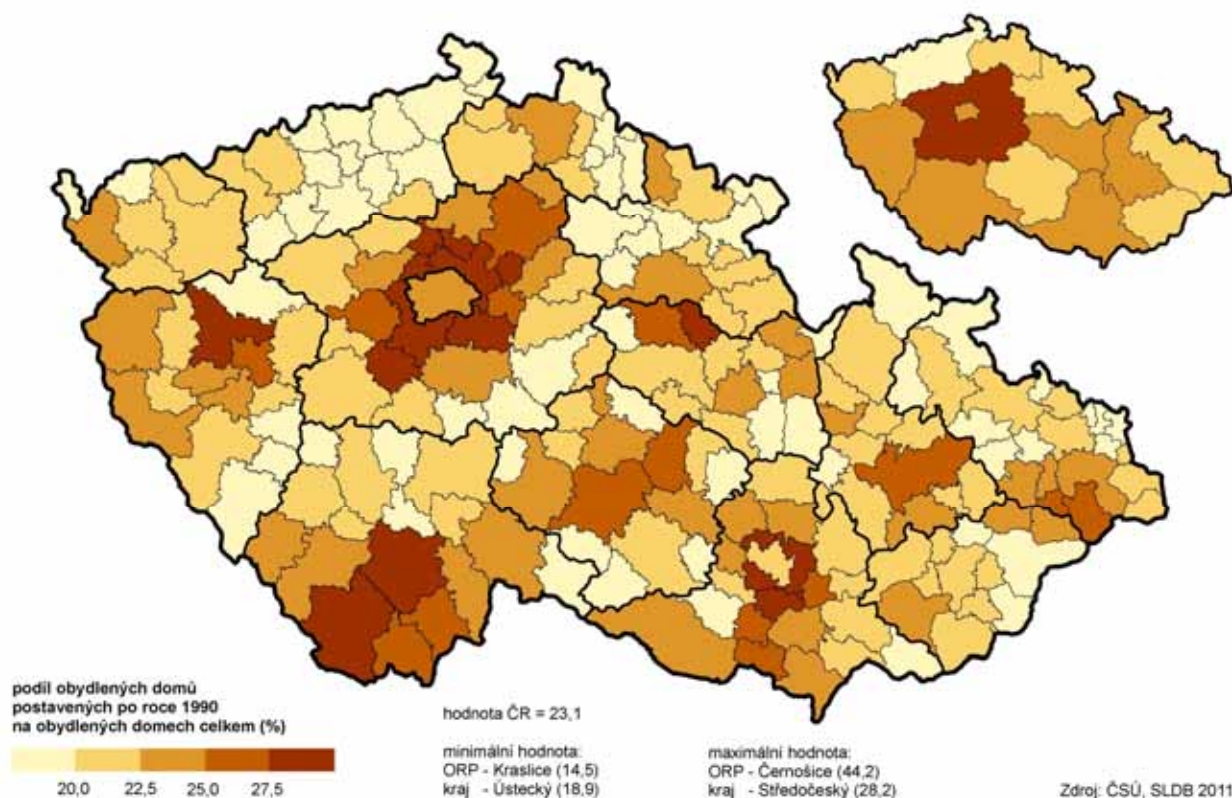 podíl obydlených domů
postavených po roce 1990
na obydlených domech celkem (%)
20,0 22,5 25,0 27,5
hodnota ČR = 23,1
minimální hodnota:
ORP - Kraslice (14,5)
kraj - Ústecký (18,9)
maximální hodnota:
ORP - Černošice (44,2)
kraj - Středočeský (28,2)
Zdroj: ČSÚ, SLDB 2011